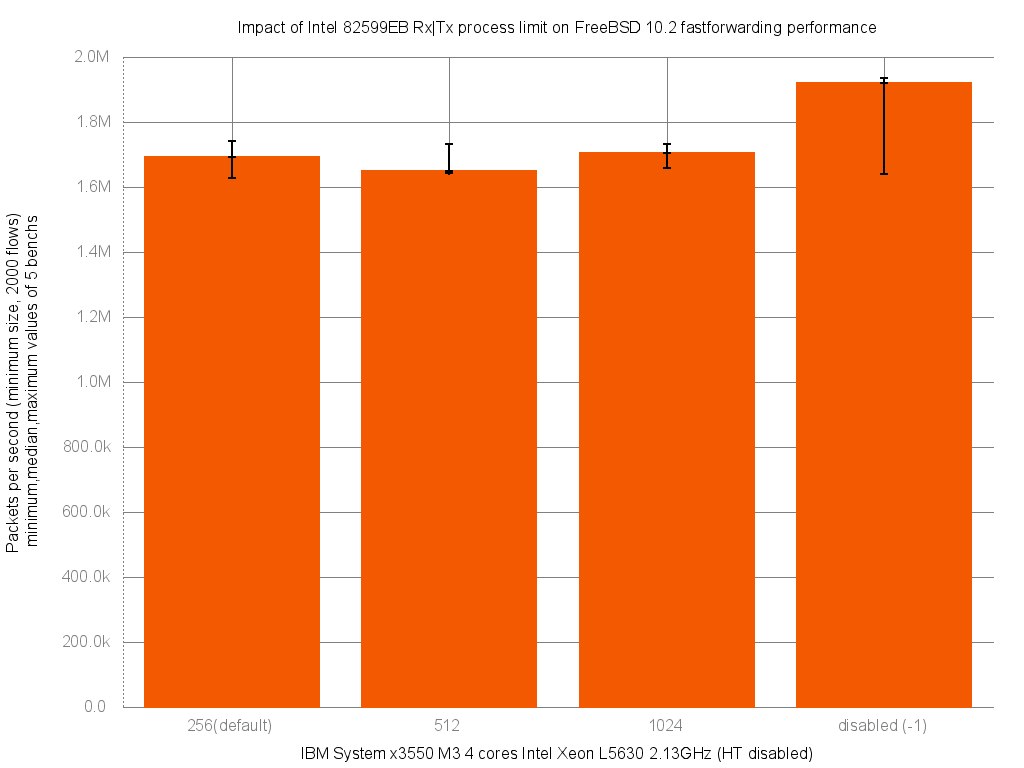 Impact of Intel 82599EB Rx|Tx process limit on FreeBSD 10.2 fastforwarding performance
Packets per second (minimum size, 2000 flows)
minimum,median,maximum values of 5 benchs
2.0M
1.8M
1.6M
1.4M
1.2M
1.0M
800.0k
600.0k
400.0k
200.0k
0.0
256(default)
512
1024
disabled (-1)
IBM System x3550 M3 4 cores Intel Xeon L5630 2.13GHz (HT disabled)